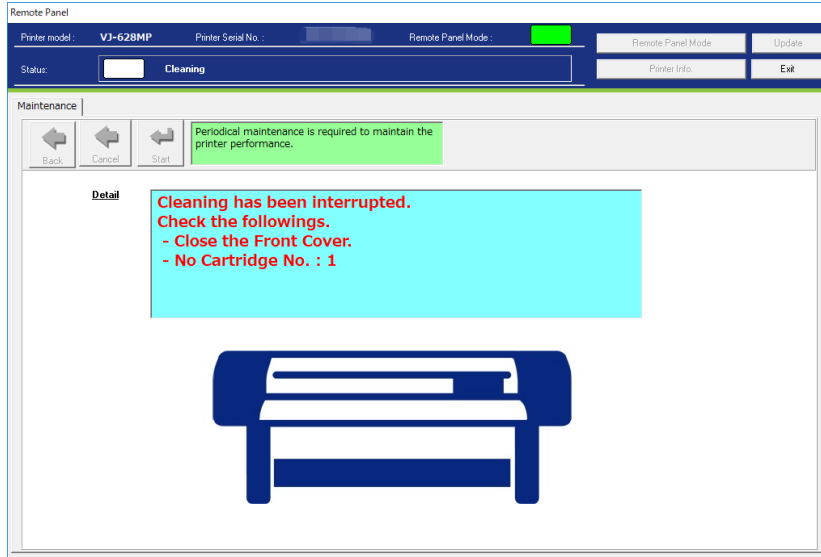 Remote Panel
Printer model : VJ-628MP Printer Serial No. : Remote Panel Mode : Remote Panel Mode Update
Status: Cleaning Printer Info. Exit
Maintenance
Back Cancel Start
Periodical maintenance is required to maintain the
printer performance.
Detail
Cleaning has been interrupted.
Check the followings.
- Close the Front Cover.
- No Cartridge No. : 1